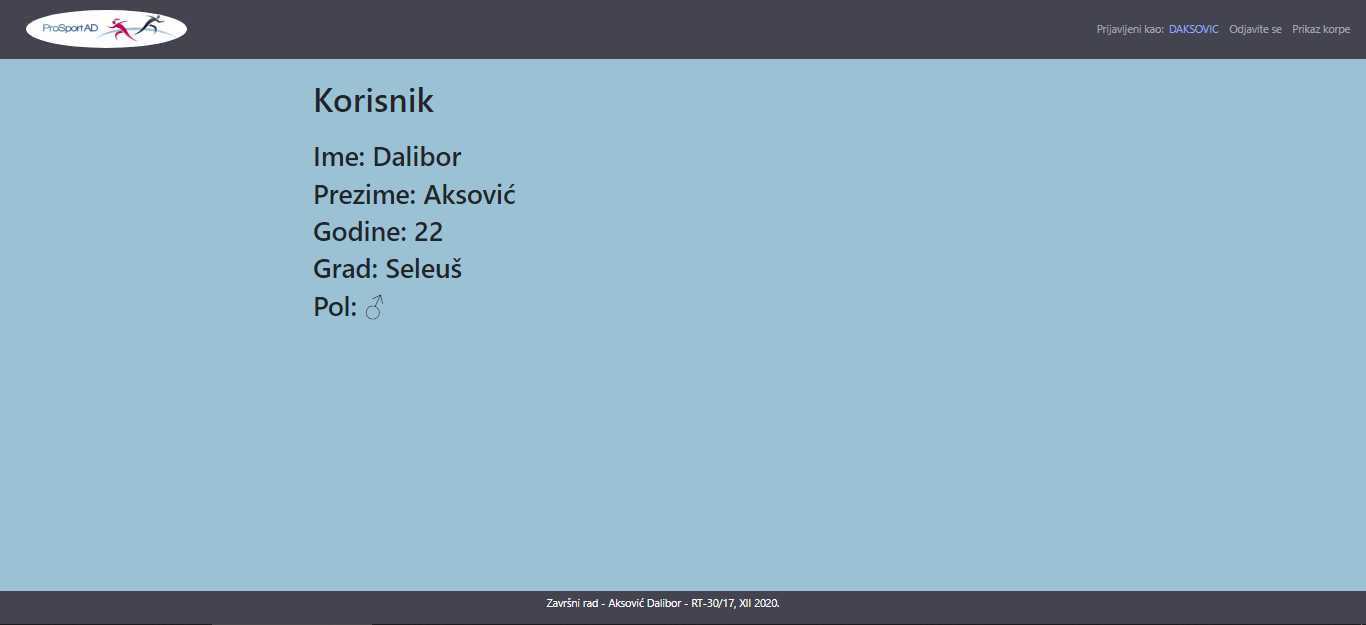 ProSportAD
Prijavljeni kao: DAKSOVIC Odjavite se Prikaz korpe
Korisnik
Ime: Dalibor
Prezime: Aksović
Godine: 22
Grad: Seleuš
Pol: ♂
Završni rad - Aksović Dalibor - RT-30/17, XII 2020.